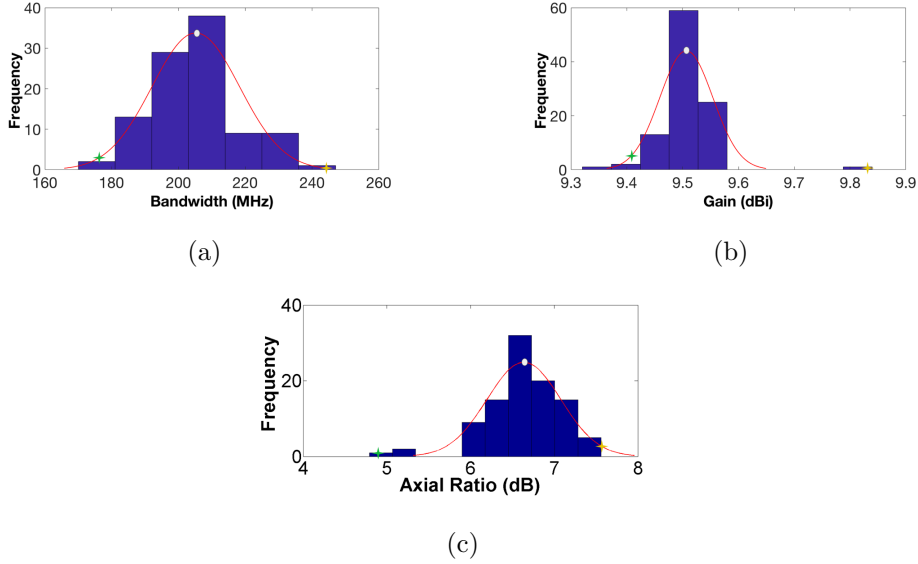 40
30
20
10
0
Frequency
160 180 200 220 240 260
Bandwidth (MHz)
(a)
60
40
20
0
Frequency
9.3 9.4 9.5 9.6 9.7 9.8 9.9
Gain (dBi)
(b)
40
20
0
Frequency
4 5 6 7 8
Axial Ratio (dB)
(c)